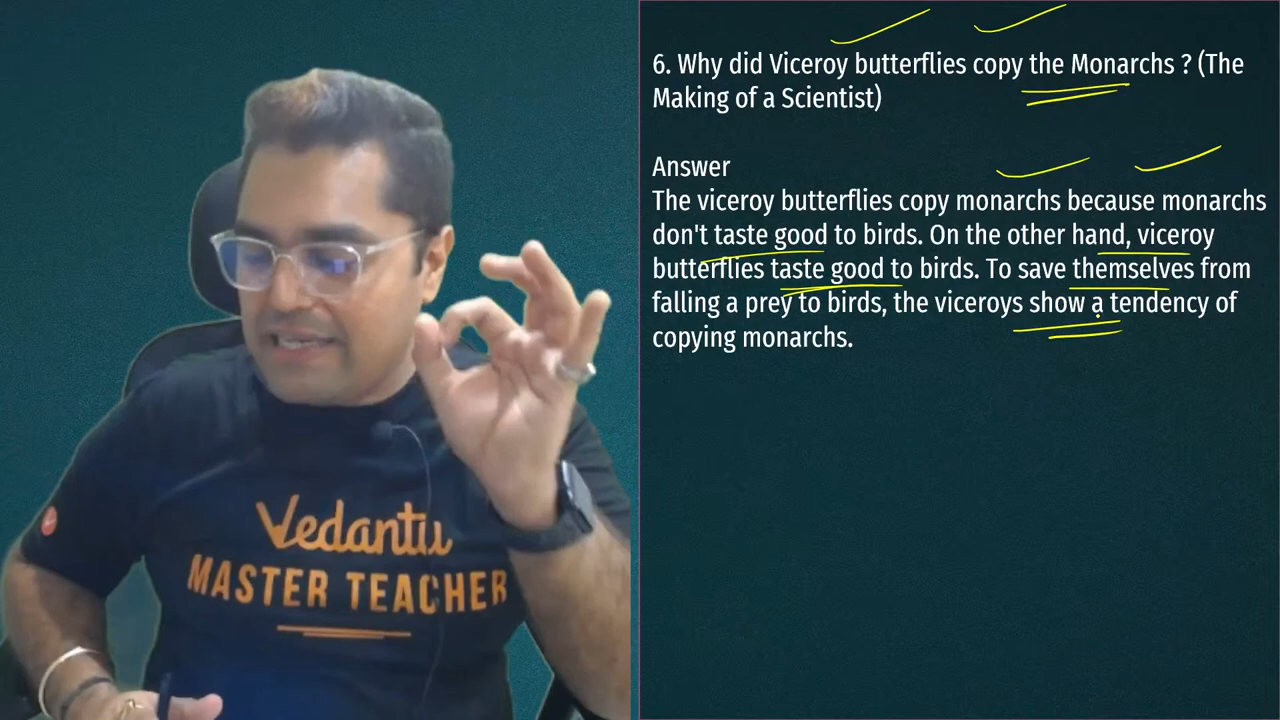 6. Why did Viceroy butterflies copy the Monarchs ? (The
Making of a Scientist)
Answer
The viceroy butterflies copy monarchs because monarchs
don't taste good to birds. On the other hand, viceroy
butterflies taste good to birds. To save themselves from
falling a prey to birds, the viceroys show a tendency of
copying monarchs.
Vedantu
MASTER TEACHER